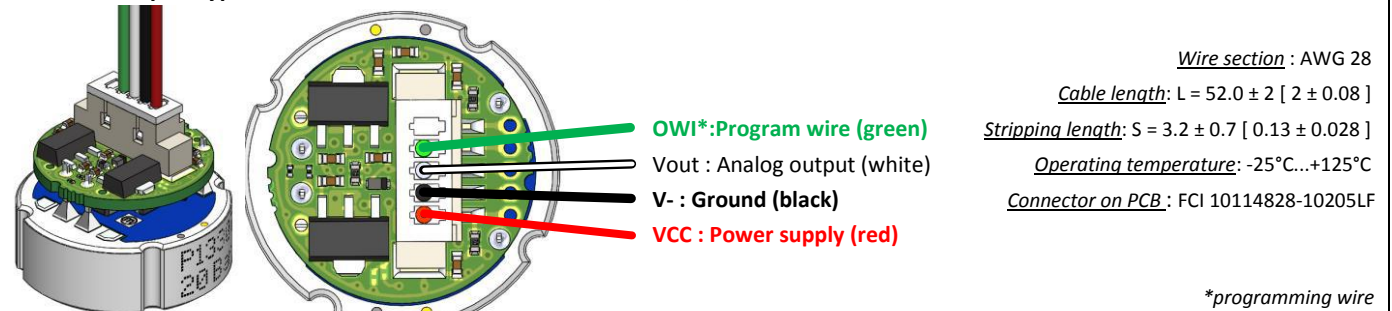 OWI*:Program wire (green)
Vout : Analog output (white)
V- : Ground (black)
VCC : Power supply (red)
Wire section : AWG 28
Cable length: L = 52.0 ± 2 [ 2 ± 0.08 ]
Stripping length: S = 3.2 ± 0.7 [ 0.13 ± 0.028 ]
Operating temperature: -25°C...+125°C
Connector on PCB : FCI 10114828-10205LF
*programming wire